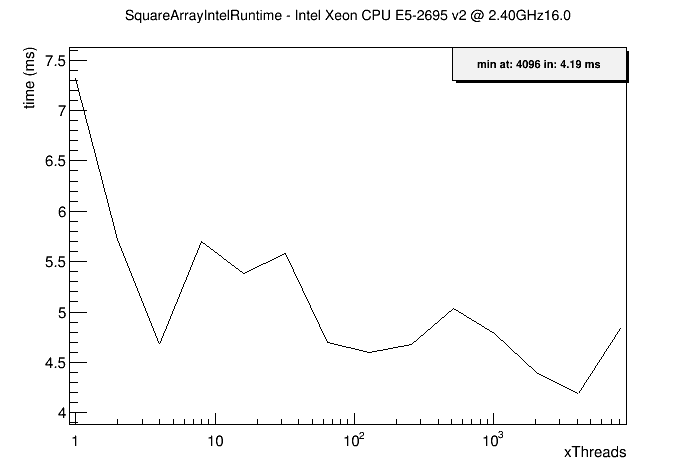 SquareArrayIntelRuntime - Intel Xeon CPU E5-2695 v2 @ 2.40GHz16.0
time (ms)
min at: 4096 in: 4.19 ms
7.5
7
6.5
6
5.5
5
4.5
4
1 10 10² 10³
xThreads